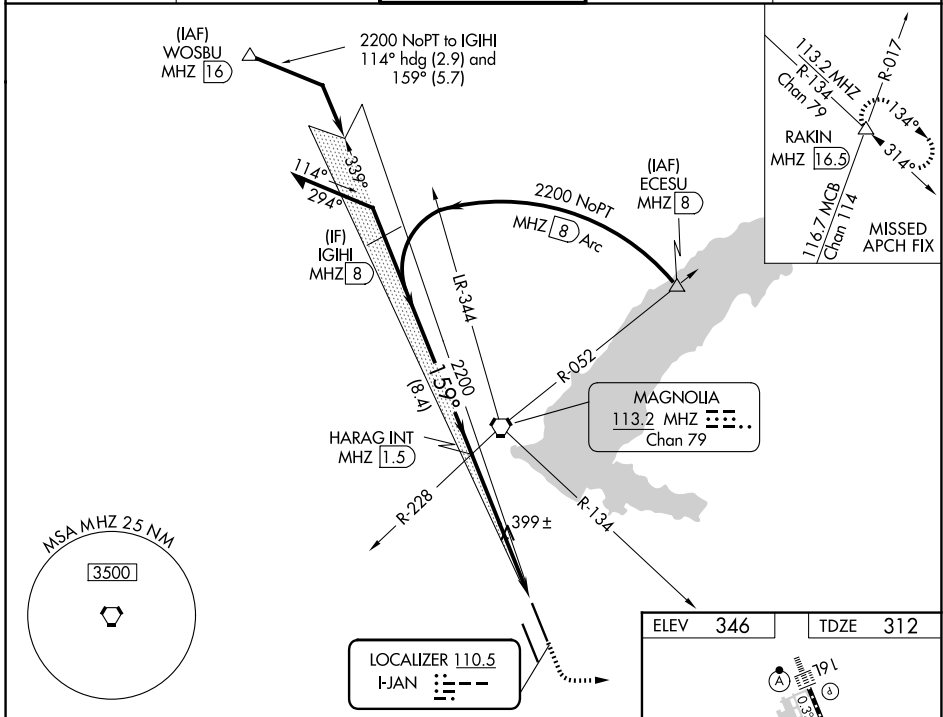 (IAF)
WOSBU
MHZ 16
2200 NoPT to IGIHI
114° hdg (2.9) and
159° (5.7)
113.2 MHZ
R-134
Chan 79
R-017
134°
314°
RAKIN
MHZ 16.5
116.7 MCB
Chan 114
MISSED
APCH FIX
339°
114°
294°
(IAF)
ECESU
MHZ 8
2200 NoPT
MHZ 8 Arc
(IF)
IGIHI
MHZ 8
LR-344
R-052
2200
159°
(8.4)
MAGNOLIA
113.2 MHZ
Chan 79
HARAG INT
MHZ 1.5
R-228
R-134
399±
MSA MHZ 25 NM
3500
LOCALIZER 110.5
I-JAN
ELEV 346
TDZE 312
A
16L
P
0.3%